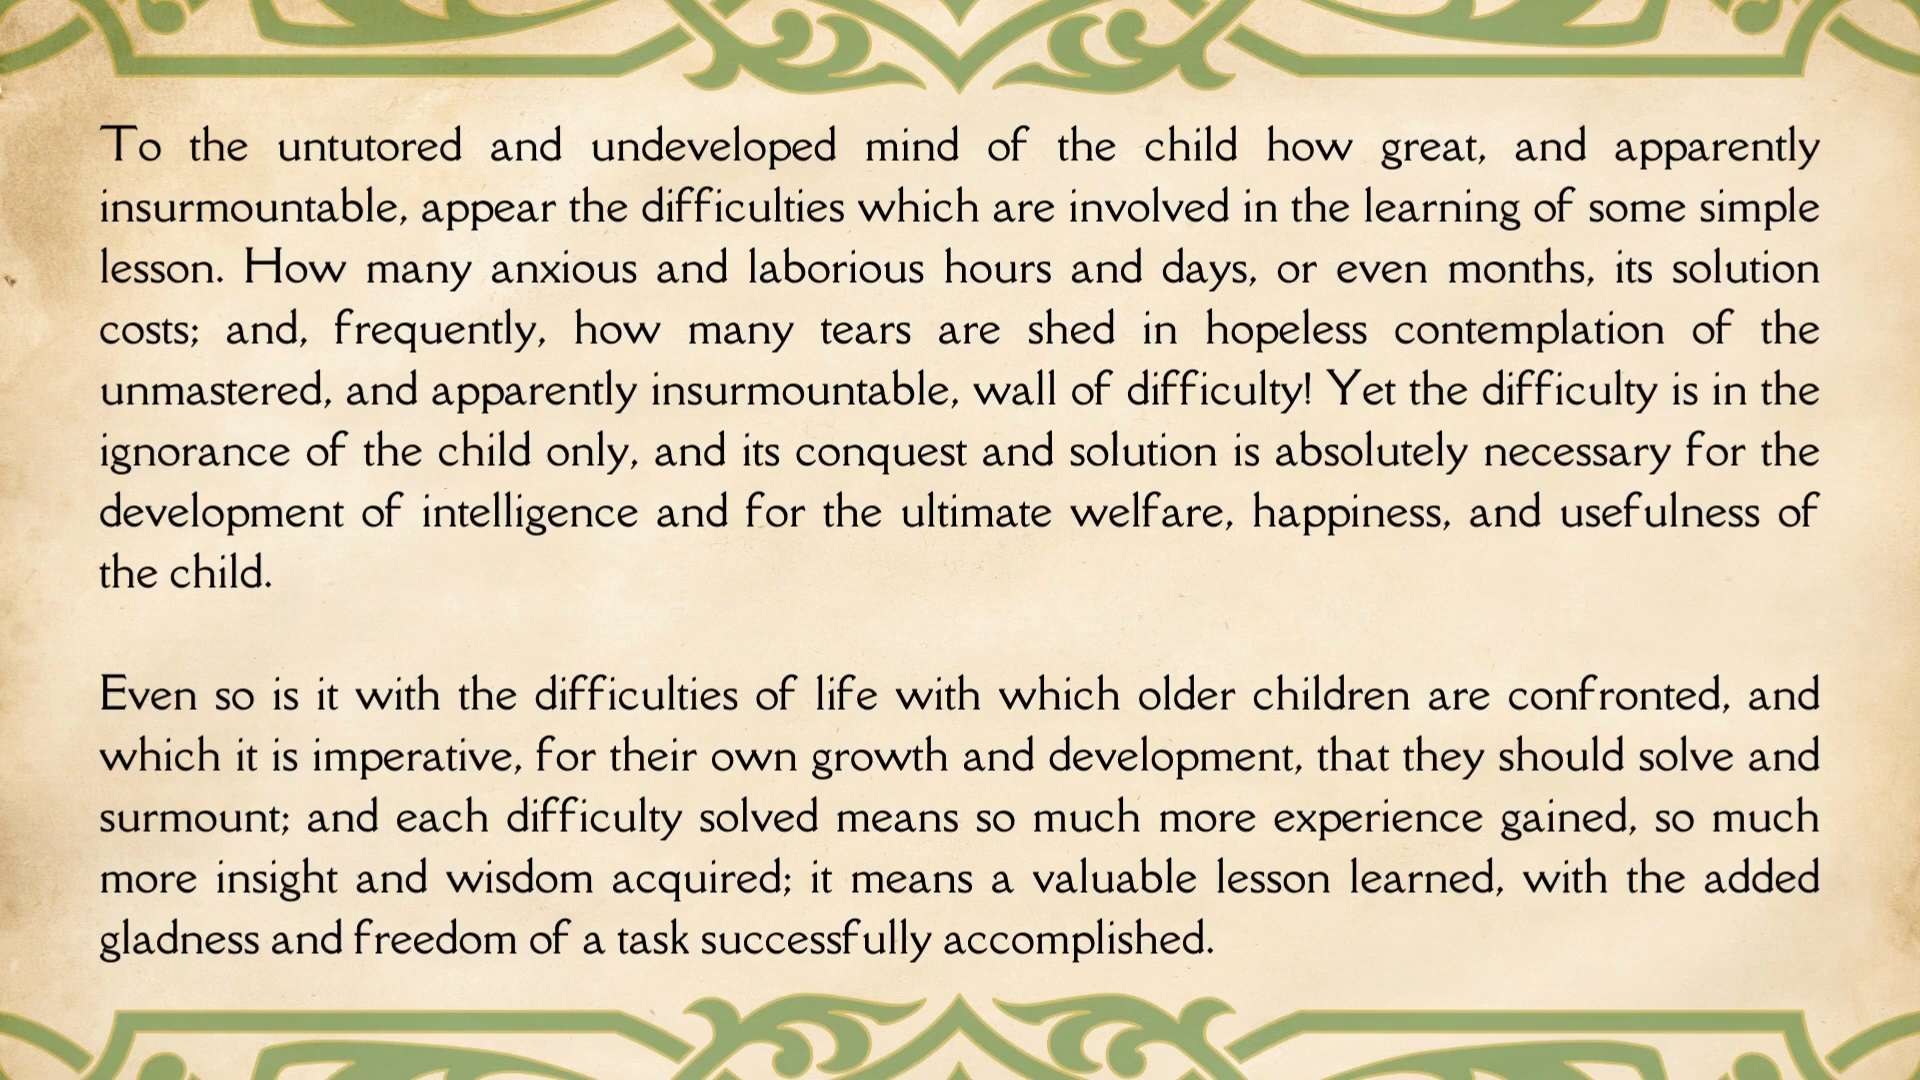 To the untutored and undeveloped mind of the child how great, and apparently
insurmountable, appear the difficulties which are involved in the learning of some simple
lesson. How many anxious and laborious hours and days, or even months, its solution
costs; and, frequently, how many tears are shed in hopeless contemplation of the
unmastered, and apparently insurmountable, wall of difficulty! Yet the difficulty is in the
ignorance of the child only, and its conquest and solution is absolutely necessary for the
development of intelligence and for the ultimate welfare, happiness, and usefulness of
the child.
Even so is it with the difficulties of life with which older children are confronted, and
which it is imperative, for their own growth and development, that they should solve and
surmount; and each difficulty solved means so much more experience gained, so much
more insight and wisdom acquired; it means a valuable lesson learned, with the added
gladness and freedom of a task successfully accomplished.